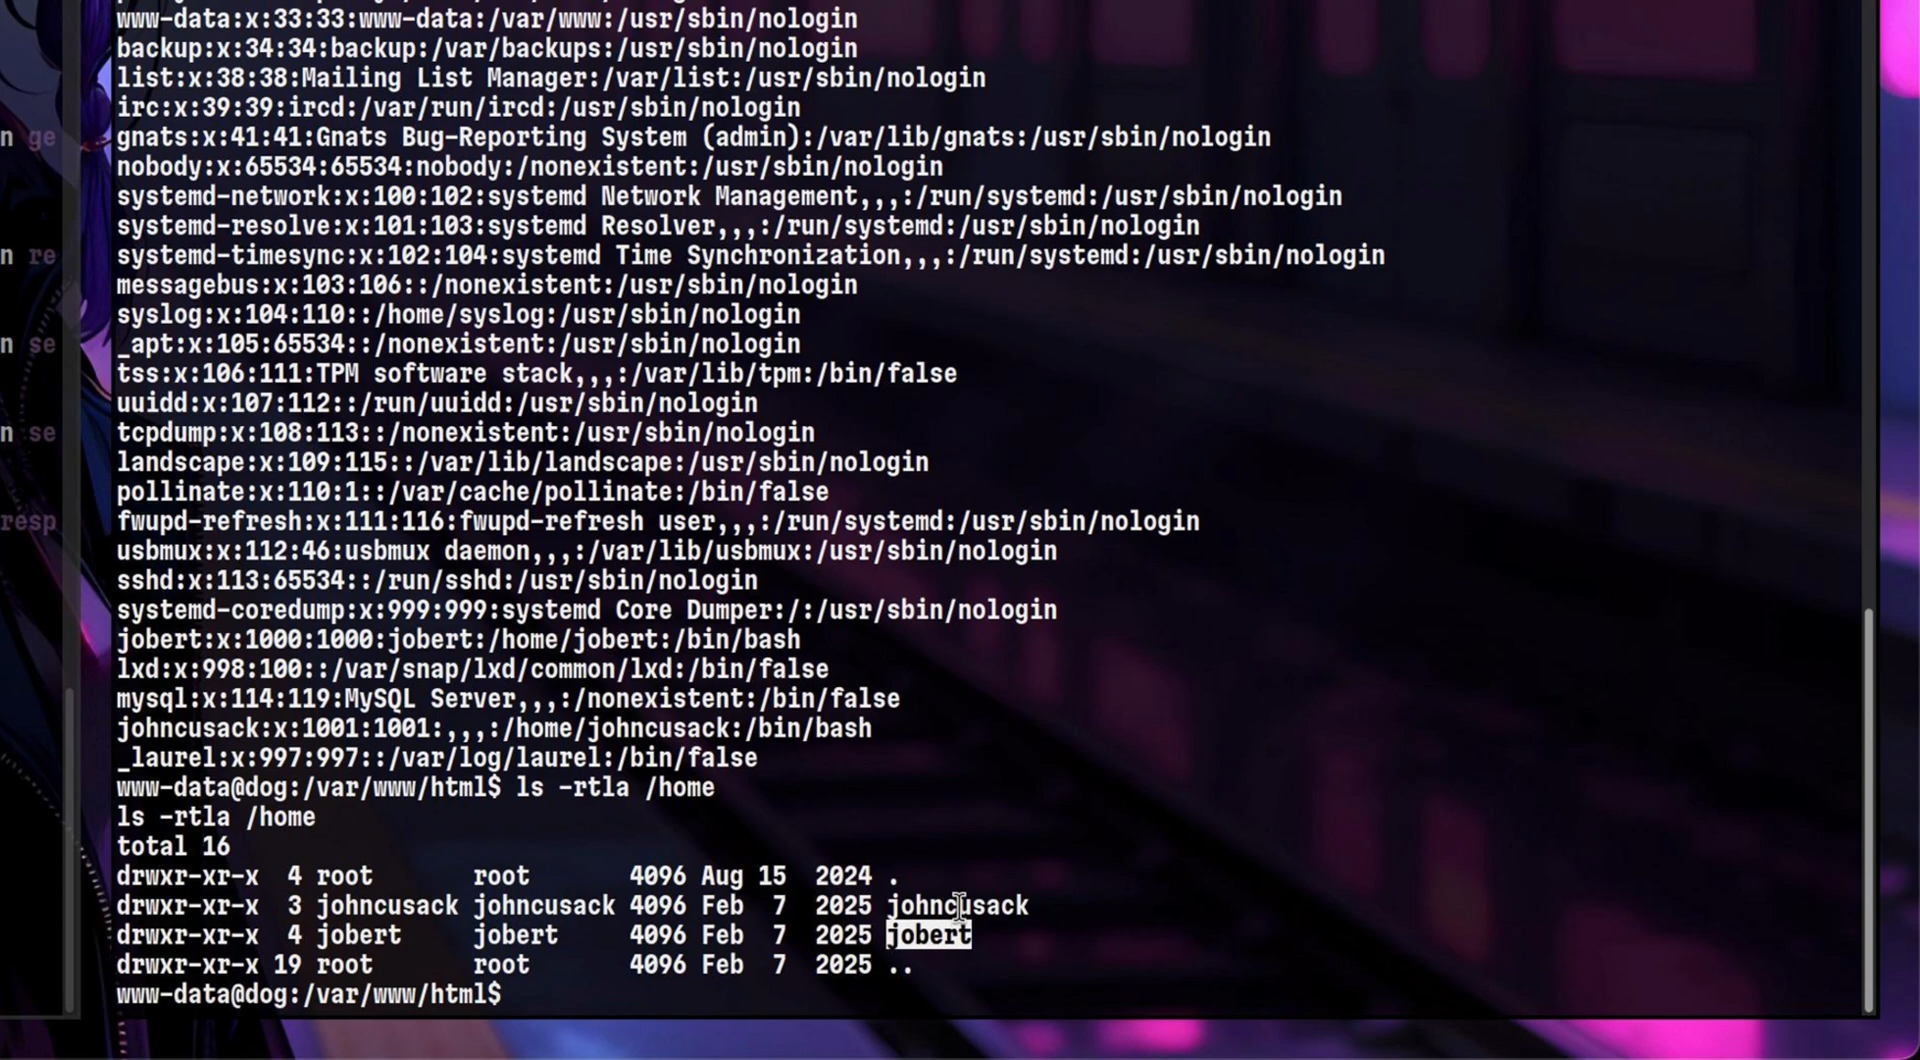 www-data:x:33:33:www-data:/var/www:/usr/sbin/nologin
backup:x:34:34:backup:/var/backups:/usr/sbin/nologin
list:x:38:38:Mailing List Manager:/var/list:/usr/sbin/nologin
irc:x:39:39:ircd:/var/run/ircd:/usr/sbin/nologin
n ge
gnats:x:41:41:Gnats Bug-Reporting System (admin):/var/lib/gnats:/usr/sbin/nologin
nobody:x:65534:65534:nobody:/nonexistent:/usr/sbin/nologin
systemd-network:x:100:102:systemd Network Management,,,:/run/systemd:/usr/sbin/nologin
systemd-resolve:x:101:103:systemd Resolver,,,:/run/systemd:/usr/sbin/nologin
n re
systemd-timesync:x:102:104:systemd Time Synchronization,,,:/run/systemd:/usr/sbin/nologin
messagebus:x:103:106::/nonexistent:/usr/sbin/nologin
syslog:x:104:110::/home/syslog:/usr/sbin/nologin
n se
_apt:x:105:65534::/nonexistent:/usr/sbin/nologin
tss:x:106:111:TPM software stack,,,:/var/lib/tpm:/bin/false
uuidd:x:107:112::/run/uuidd:/usr/sbin/nologin
n se
tcpdump:x:108:113::/nonexistent:/usr/sbin/nologin
landscape:x:109:115::/var/lib/landscape:/usr/sbin/nologin
pollinate:x:110:1::/var/cache/pollinate:/bin/false
resp
fwupd-refresh:x:111:116:fwupd-refresh user,,,:/run/systemd:/usr/sbin/nologin
usbmux:x:112:46:usbmux daemon,,,:/var/lib/usbmux:/usr/sbin/nologin
sshd:x:113:65534::/run/sshd:/usr/sbin/nologin
systemd-coredump:x:999:999:systemd Core Dumper:/:/usr/sbin/nologin
jobert:x:1000:1000:jobert:/home/jobert:/bin/bash
lxd:x:998:100::/var/snap/lxd/common/lxd:/bin/false
mysql:x:114:119:MySQL Server,,,:/nonexistent:/bin/false
johncusack:x:1001:1001:,,,:/home/johncusack:/bin/bash
_laurel:x:997:997::/var/log/laurel:/bin/false
www-data@dog:/var/www/html$ ls -rtla /home
ls -rtla /home
total 16
drwxr-xr-x  4 root       root       4096 Aug 15  2024 .
drwxr-xr-x  3 johncusack johncusack 4096 Feb  7  2025 johncusack
drwxr-xr-x  4 jobert     jobert     4096 Feb  7  2025 jobert
drwxr-xr-x 19 root       root       4096 Feb  7  2025 ..
www-data@dog:/var/www/html$